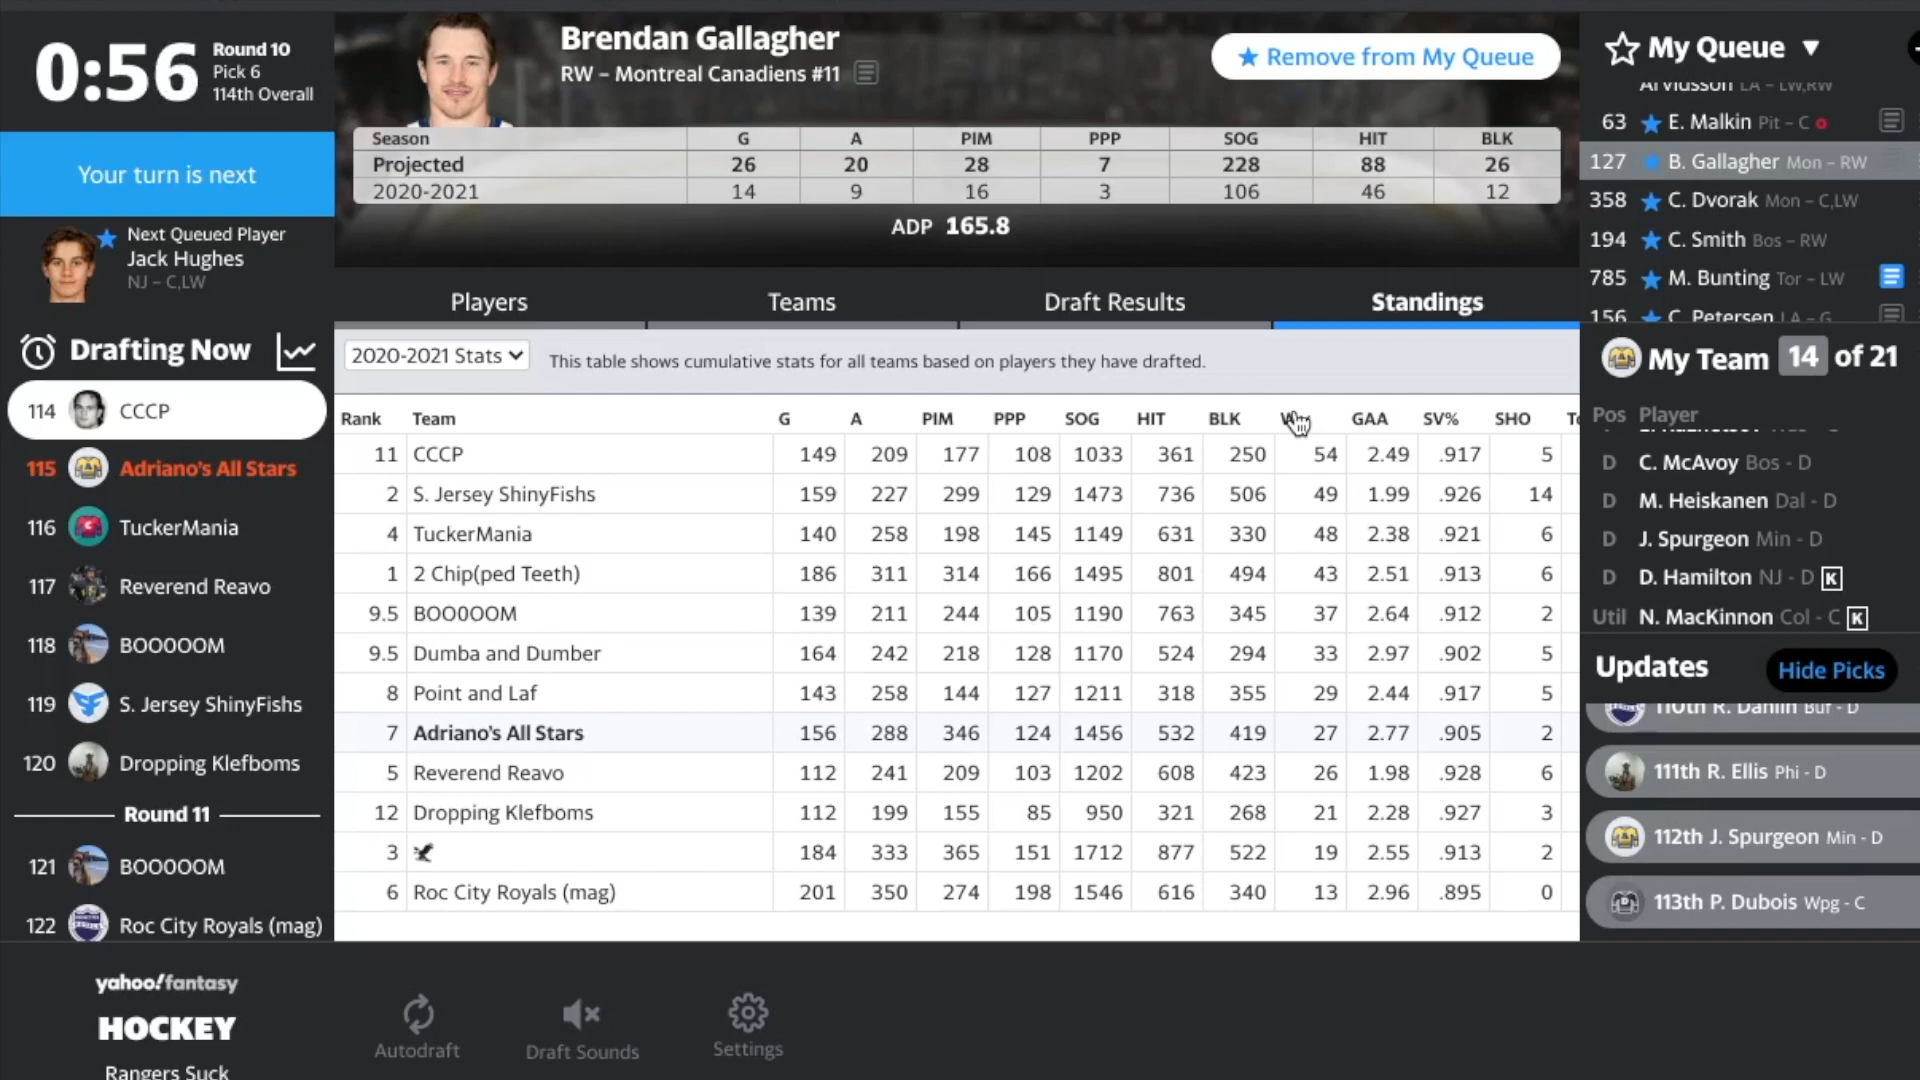 0:56
Round 10
Pick 6
114th Overall
Your turn is next
Next Queued Player
Jack Hughes
NJ – C,LW
Drafting Now
114 CCCP
115 Adriano's All Stars
116 TuckerMania
117 Reverend Reavo
118 BOO0OOM
119 S. Jersey ShinyFishs
120 Dropping Klefboms
Round 11
121 BOO0OOM
122 Roc City Royals (mag)
yahoo!fantasy
HOCKEY
Rangers Suck
Brendan Gallagher
RW – Montreal Canadiens #11
Remove from My Queue
Season G A PIM PPP SOG HIT BLK
Projected 26 20 28 7 228 88 26
2020-2021 14 9 16 3 106 46 12
ADP 165.8
Players Teams Draft Results Standings
2020-2021 Stats This table shows cumulative stats for all teams based on players they have drafted.
Rank Team G A PIM PPP SOG HIT BLK W GAA SV% SHO
11 CCCP 149 209 177 108 1033 361 250 54 2.49 .917 5
2 S. Jersey ShinyFishs 159 227 299 129 1473 736 506 49 1.99 .926 14
4 TuckerMania 140 258 198 145 1149 631 330 48 2.38 .921 6
1 2 Chip(ped Teeth) 186 311 314 166 1495 801 494 43 2.51 .913 6
9.5 BOO0OOM 139 211 244 105 1190 763 345 37 2.64 .912 2
9.5 Dumba and Dumber 164 242 218 128 1170 524 294 33 2.97 .902 5
8 Point and Laf 143 258 144 127 1211 318 355 29 2.44 .917 5
7 Adriano's All Stars 156 288 346 124 1456 532 419 27 2.77 .905 2
5 Reverend Reavo 112 241 209 103 1202 608 423 26 1.98 .928 6
12 Dropping Klefboms 112 199 155 85 950 321 268 21 2.28 .927 3
3 184 333 365 151 1712 877 522 19 2.55 .913 2
6 Roc City Royals (mag) 201 350 274 198 1546 616 340 13 2.96 .895 0
Autodraft
Draft Sounds
Settings
My Queue
Arvidsson LA – LW,RW
63 E. Malkin Pit – C
127 B. Gallagher Mon – RW
358 C. Dvorak Mon – C,LW
194 C. Smith Bos – RW
785 M. Bunting Tor – LW
156 C. Petersen LA – G
My Team 14 of 21
Pos Player
D C. McAvoy Bos - D
D M. Heiskanen Dal - D
D J. Spurgeon Min - D
D D. Hamilton NJ - D K
Util N. MacKinnon Col - C K
Updates Hide Picks
110th R. Dahlin Buf - D
111th R. Ellis Phi - D
112th J. Spurgeon Min - D
113th P. Dubois Wpg - C